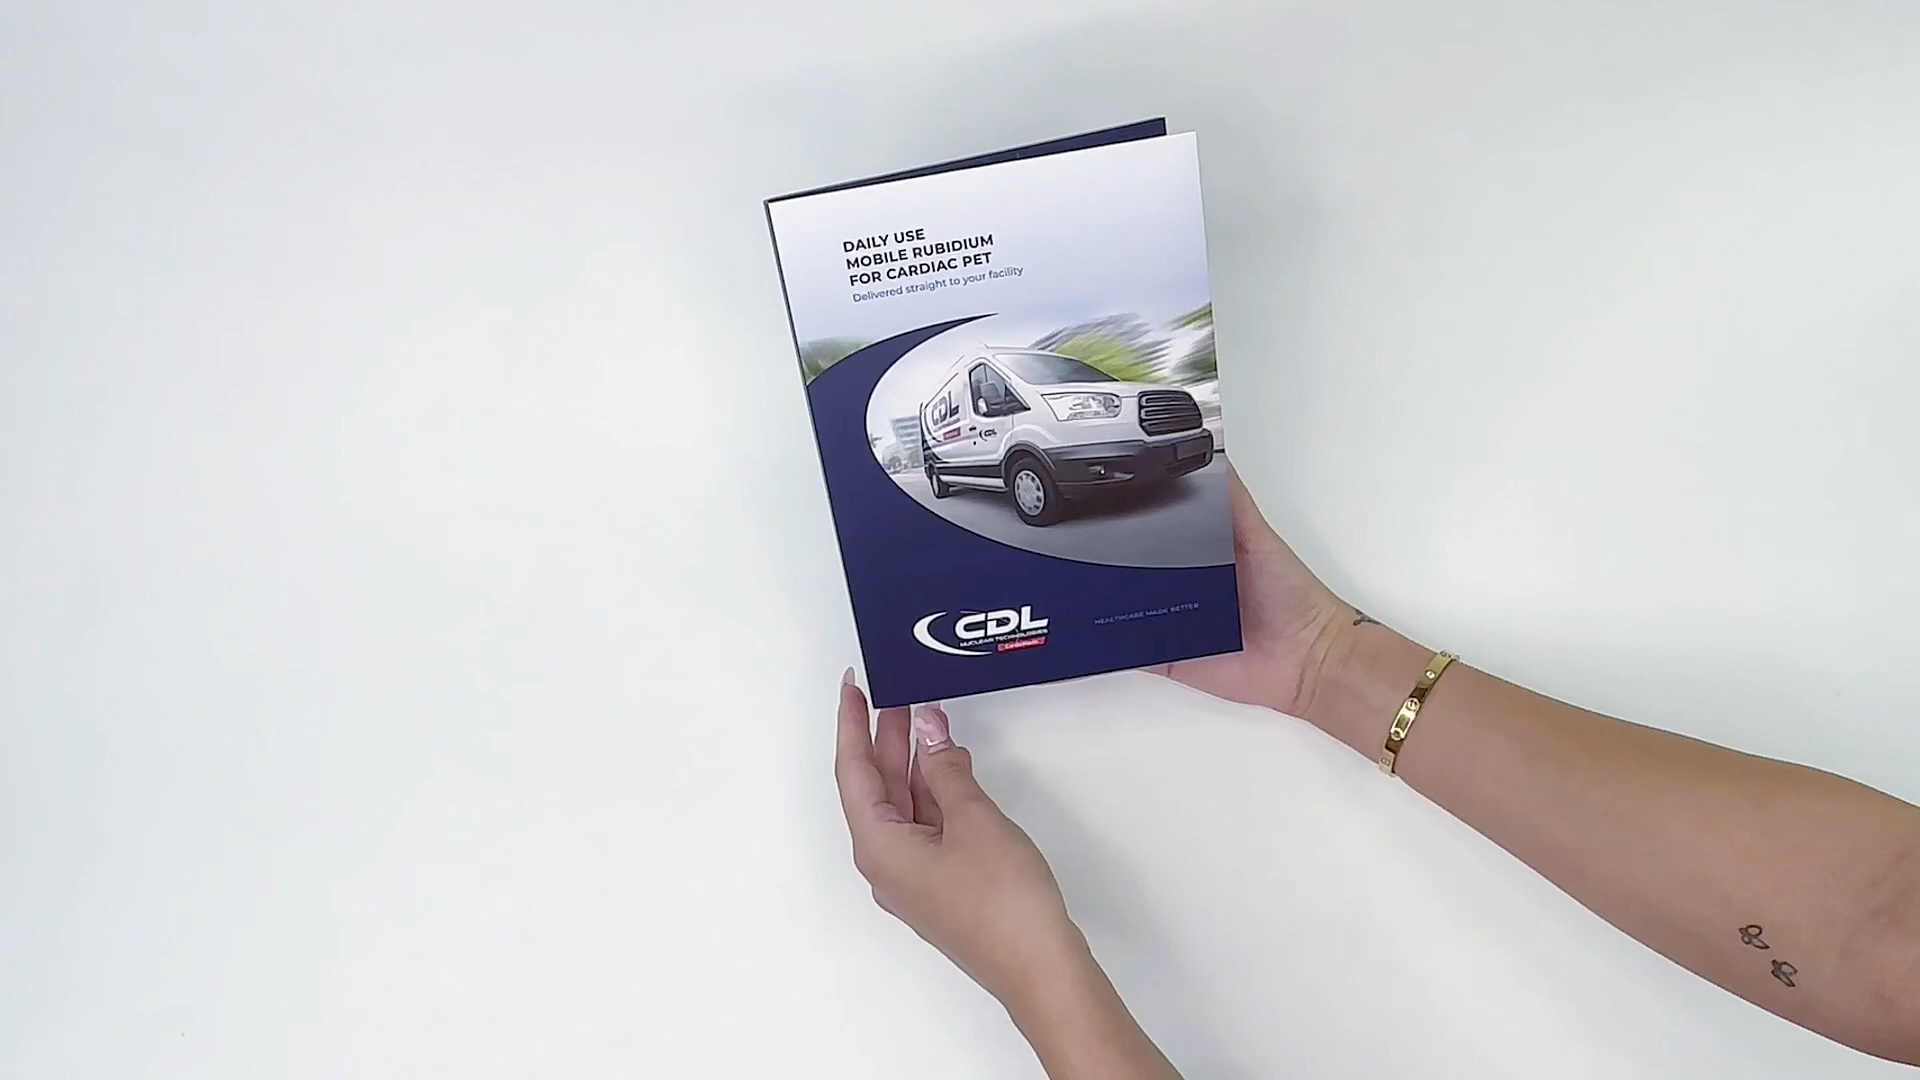 DAILY USE
MOBILE RUBIDIUM
FOR CARDIAC PET
Delivered straight to your facility
CDL
CDL
CDL
NUCLEAR TECHNOLOGIES
HEALTHCARE MADE BETTER